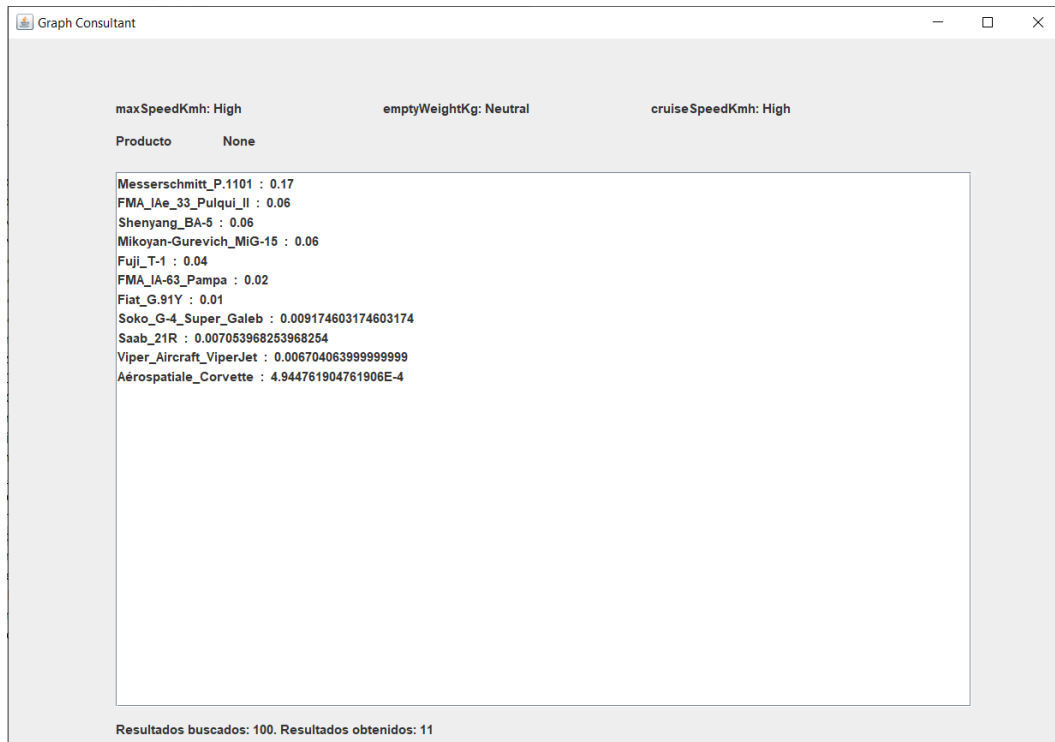 Graph Consultant
maxSpeedKmh: High emptyWeightKg: Neutral cruiseSpeedKmh: High
Producto None
Messerschmitt_P.1101 : 0.17
FMA_IAe_33_Pulqui_II : 0.06
Shenyang_BA-5 : 0.06
Mikoyan-Gurevich_MiG-15 : 0.06
Fuji_T-1 : 0.04
FMA_IA-63_Pampa : 0.02
Fiat_G.91Y : 0.01
Soko_G-4_Super_Galeb : 0.009174603174603174
Saab_21R : 0.007053968253968254
Viper_Aircraft_ViperJet : 0.006704063999999999
Aérospatiale_Corvette : 4.944761904761906E-4
Resultados buscados: 100. Resultados obtenidos: 11